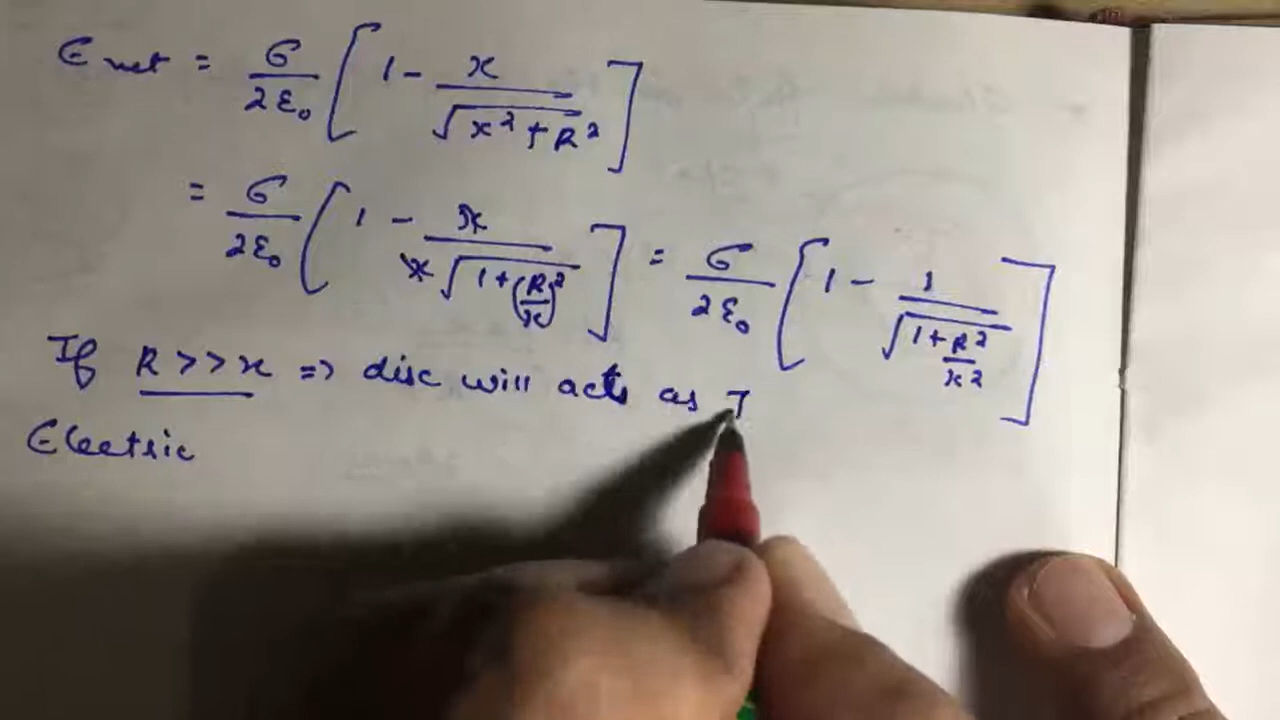 E net = σ/2ε₀ [ 1 - x/√(x² + R²) ]
= σ/2ε₀ [ 1 - x/(x√(1 + (R/x)²)) ] = σ/2ε₀ [ 1 - 1/√(1 + R²/x²) ]
If R >> x => disc will acts as I
Electric